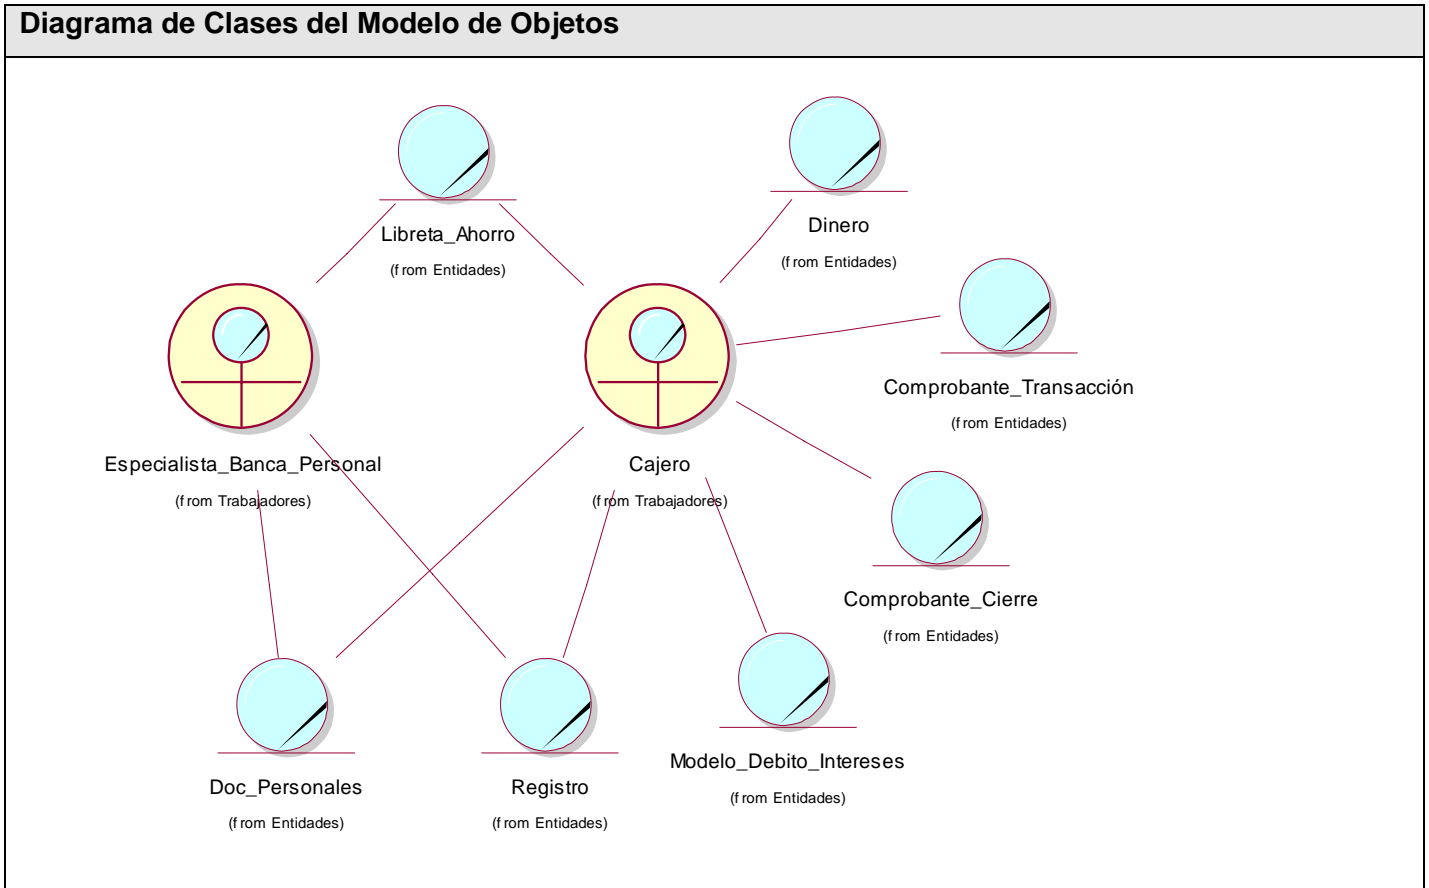 Diagrama de Clases del Modelo de Objetos
Libreta_Ahorro
(from Entidades)
Dinero
(from Entidades)
Comprobante_Transacción
(from Entidades)
Especialista_Banca_Personal
(from Trabajadores)
Cajero
(from Trabajadores)
Comprobante_Cierre
(from Entidades)
Doc_Personales
(from Entidades)
Registro
(from Entidades)
Modelo_Debito_Intereses
(from Entidades)